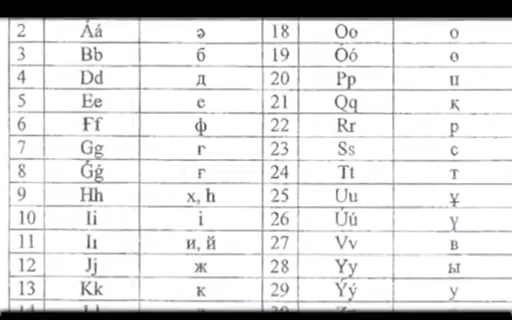 2 Áá ә 18 Oo о
3 Bb б 19 Óó ө
4 Dd д 20 Pp п
5 Ee е 21 Qq қ
6 Ff ф 22 Rr р
7 Gg г 23 Ss с
8 Ǵǵ ғ 24 Tt т
9 Hh х, һ 25 Uu ұ
10 Ii і 26 Úú ү
11 Iı и, й 27 Vv в
12 Jj ж 28 Yy ы
13 Kk к 29 Ýý у